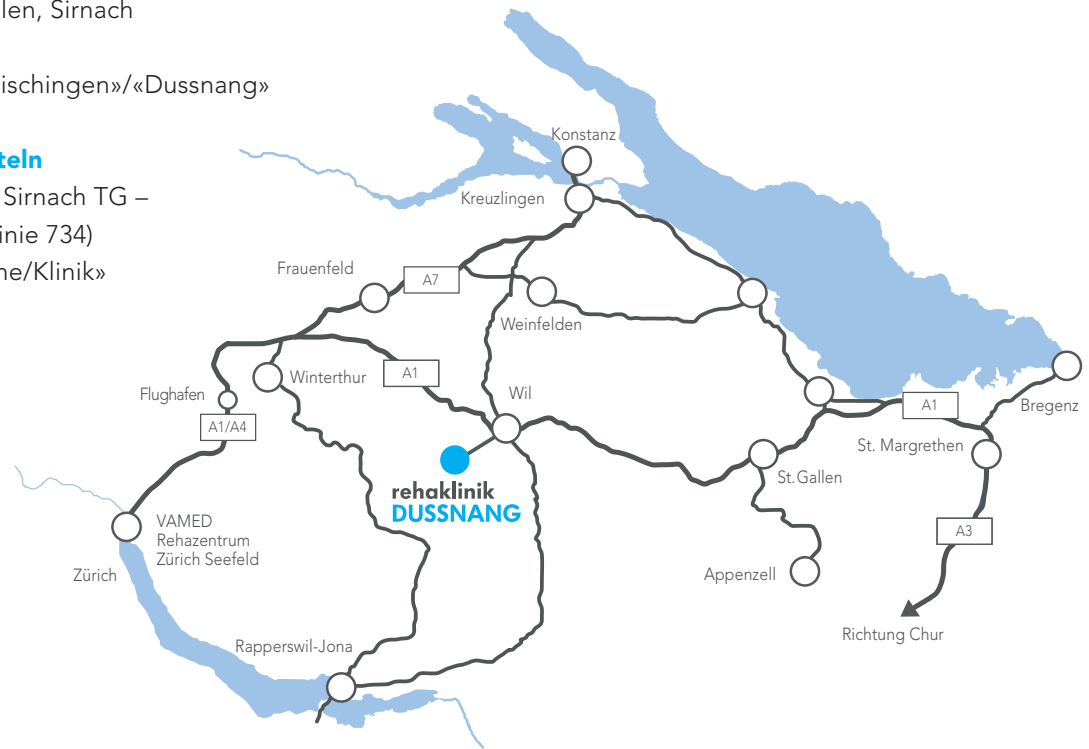 len, Sirnach
ischingen»/«Dussnang»
teln
Sirnach TG –
inie 734)
ne/Klinik»
Konstanz
Kreuzlingen
Frauenfeld
A7
Weinfelden
Flughafen
Winterthur
A1
Wil
A1/A4
A1
Bregenz
St. Margrethen
St. Gallen
rehaklinik
DUSSNANG
VAMED
Rehazentrum
Zürich Seefeld
Zürich
A3
Appenzell
Richtung Chur
Rapperswil-Jona